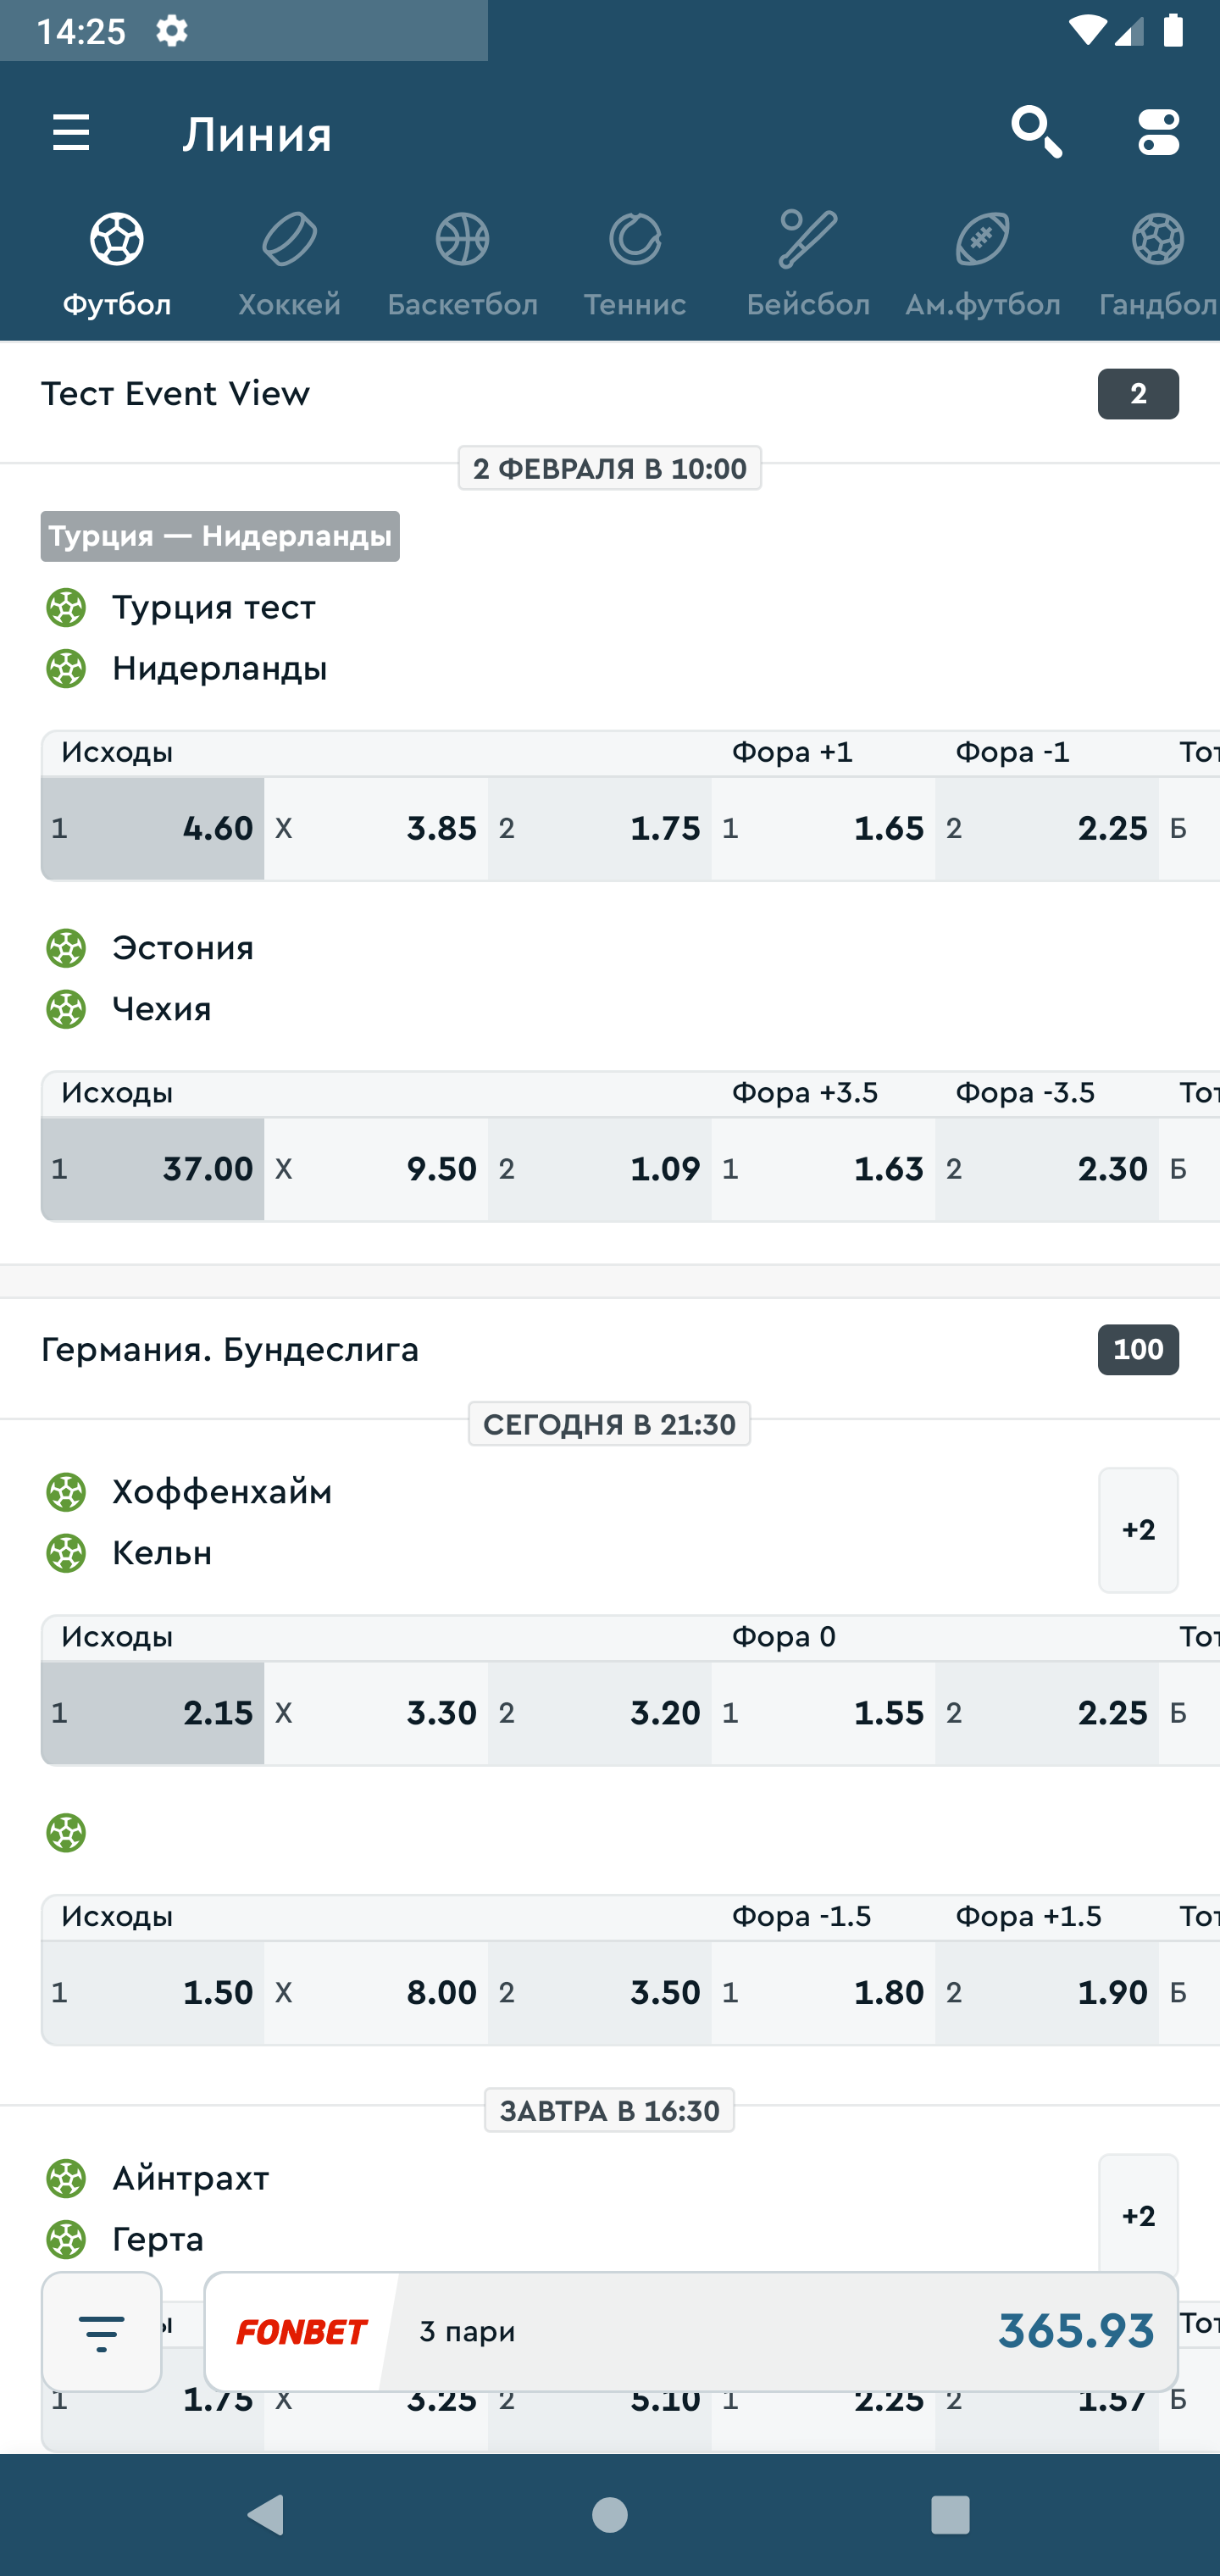 14:25
Линия
Футбол Хоккей Баскетбол Теннис Бейсбол Ам.футбол Гандбол
Тест Event View 2
2 ФЕВРАЛЯ В 10:00
Турция — Нидерланды
Турция тест
Нидерланды
Исходы Фора +1 Фора -1 Тот
1 4.60 X 3.85 2 1.75 1 1.65 2 2.25 Б
Эстония
Чехия
Исходы Фора +3.5 Фора -3.5 Тот
1 37.00 X 9.50 2 1.09 1 1.63 2 2.30 Б
Германия. Бундеслига 100
СЕГОДНЯ В 21:30
Хоффенхайм
+2
Кельн
Исходы Фора 0 Тот
1 2.15 X 3.30 2 3.20 1 1.55 2 2.25 Б
Исходы Фора -1.5 Фора +1.5 Тот
1 1.50 X 8.00 2 3.50 1 1.80 2 1.90 Б
ЗАВТРА В 16:30
Айнтрахт
+2
Герта
ы FONBET 3 пари 365.93 Тот
1 1.75 X 3.25 2 5.10 1 2.25 2 1.57 Б